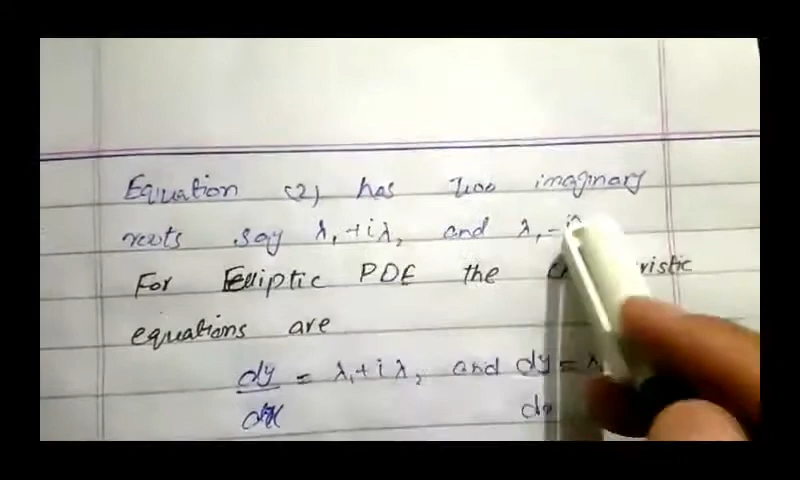 Equation (2) has two imaginary
roots say λ₁+iλ₂ and λ₁-i
For Elliptic PDE the
equations are
dy/dx = λ₁+iλ₂ and dy/dx = λ